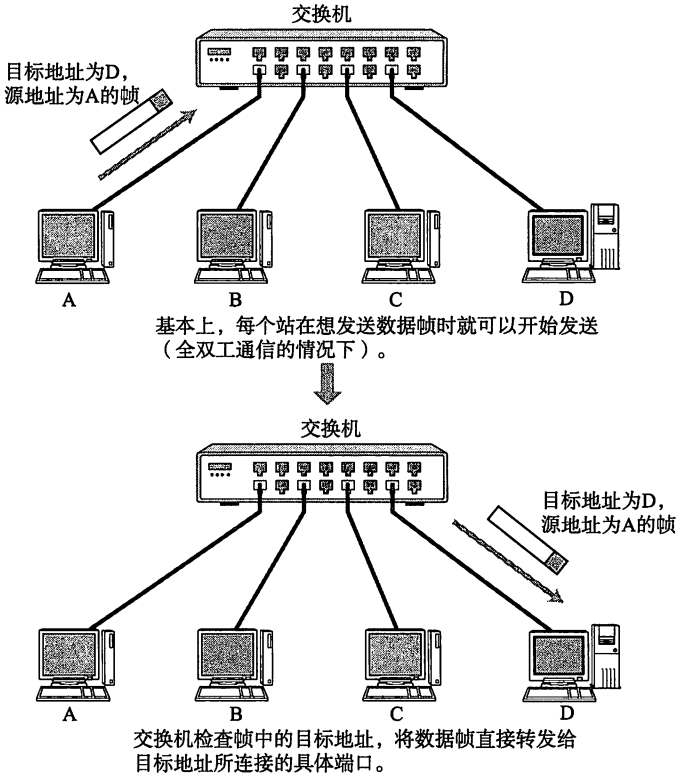 交换机
目标地址为D，
源地址为A的帧
A
B
C
D
基本上，每个站在想发送数据帧时就可以开始发送
（全双工通信的情况下）。
交换机
目标地址为D，
源地址为A的帧
A
B
C
D
交换机检查帧中的目标地址，将数据帧直接转发给
目标地址所连接的具体端口。